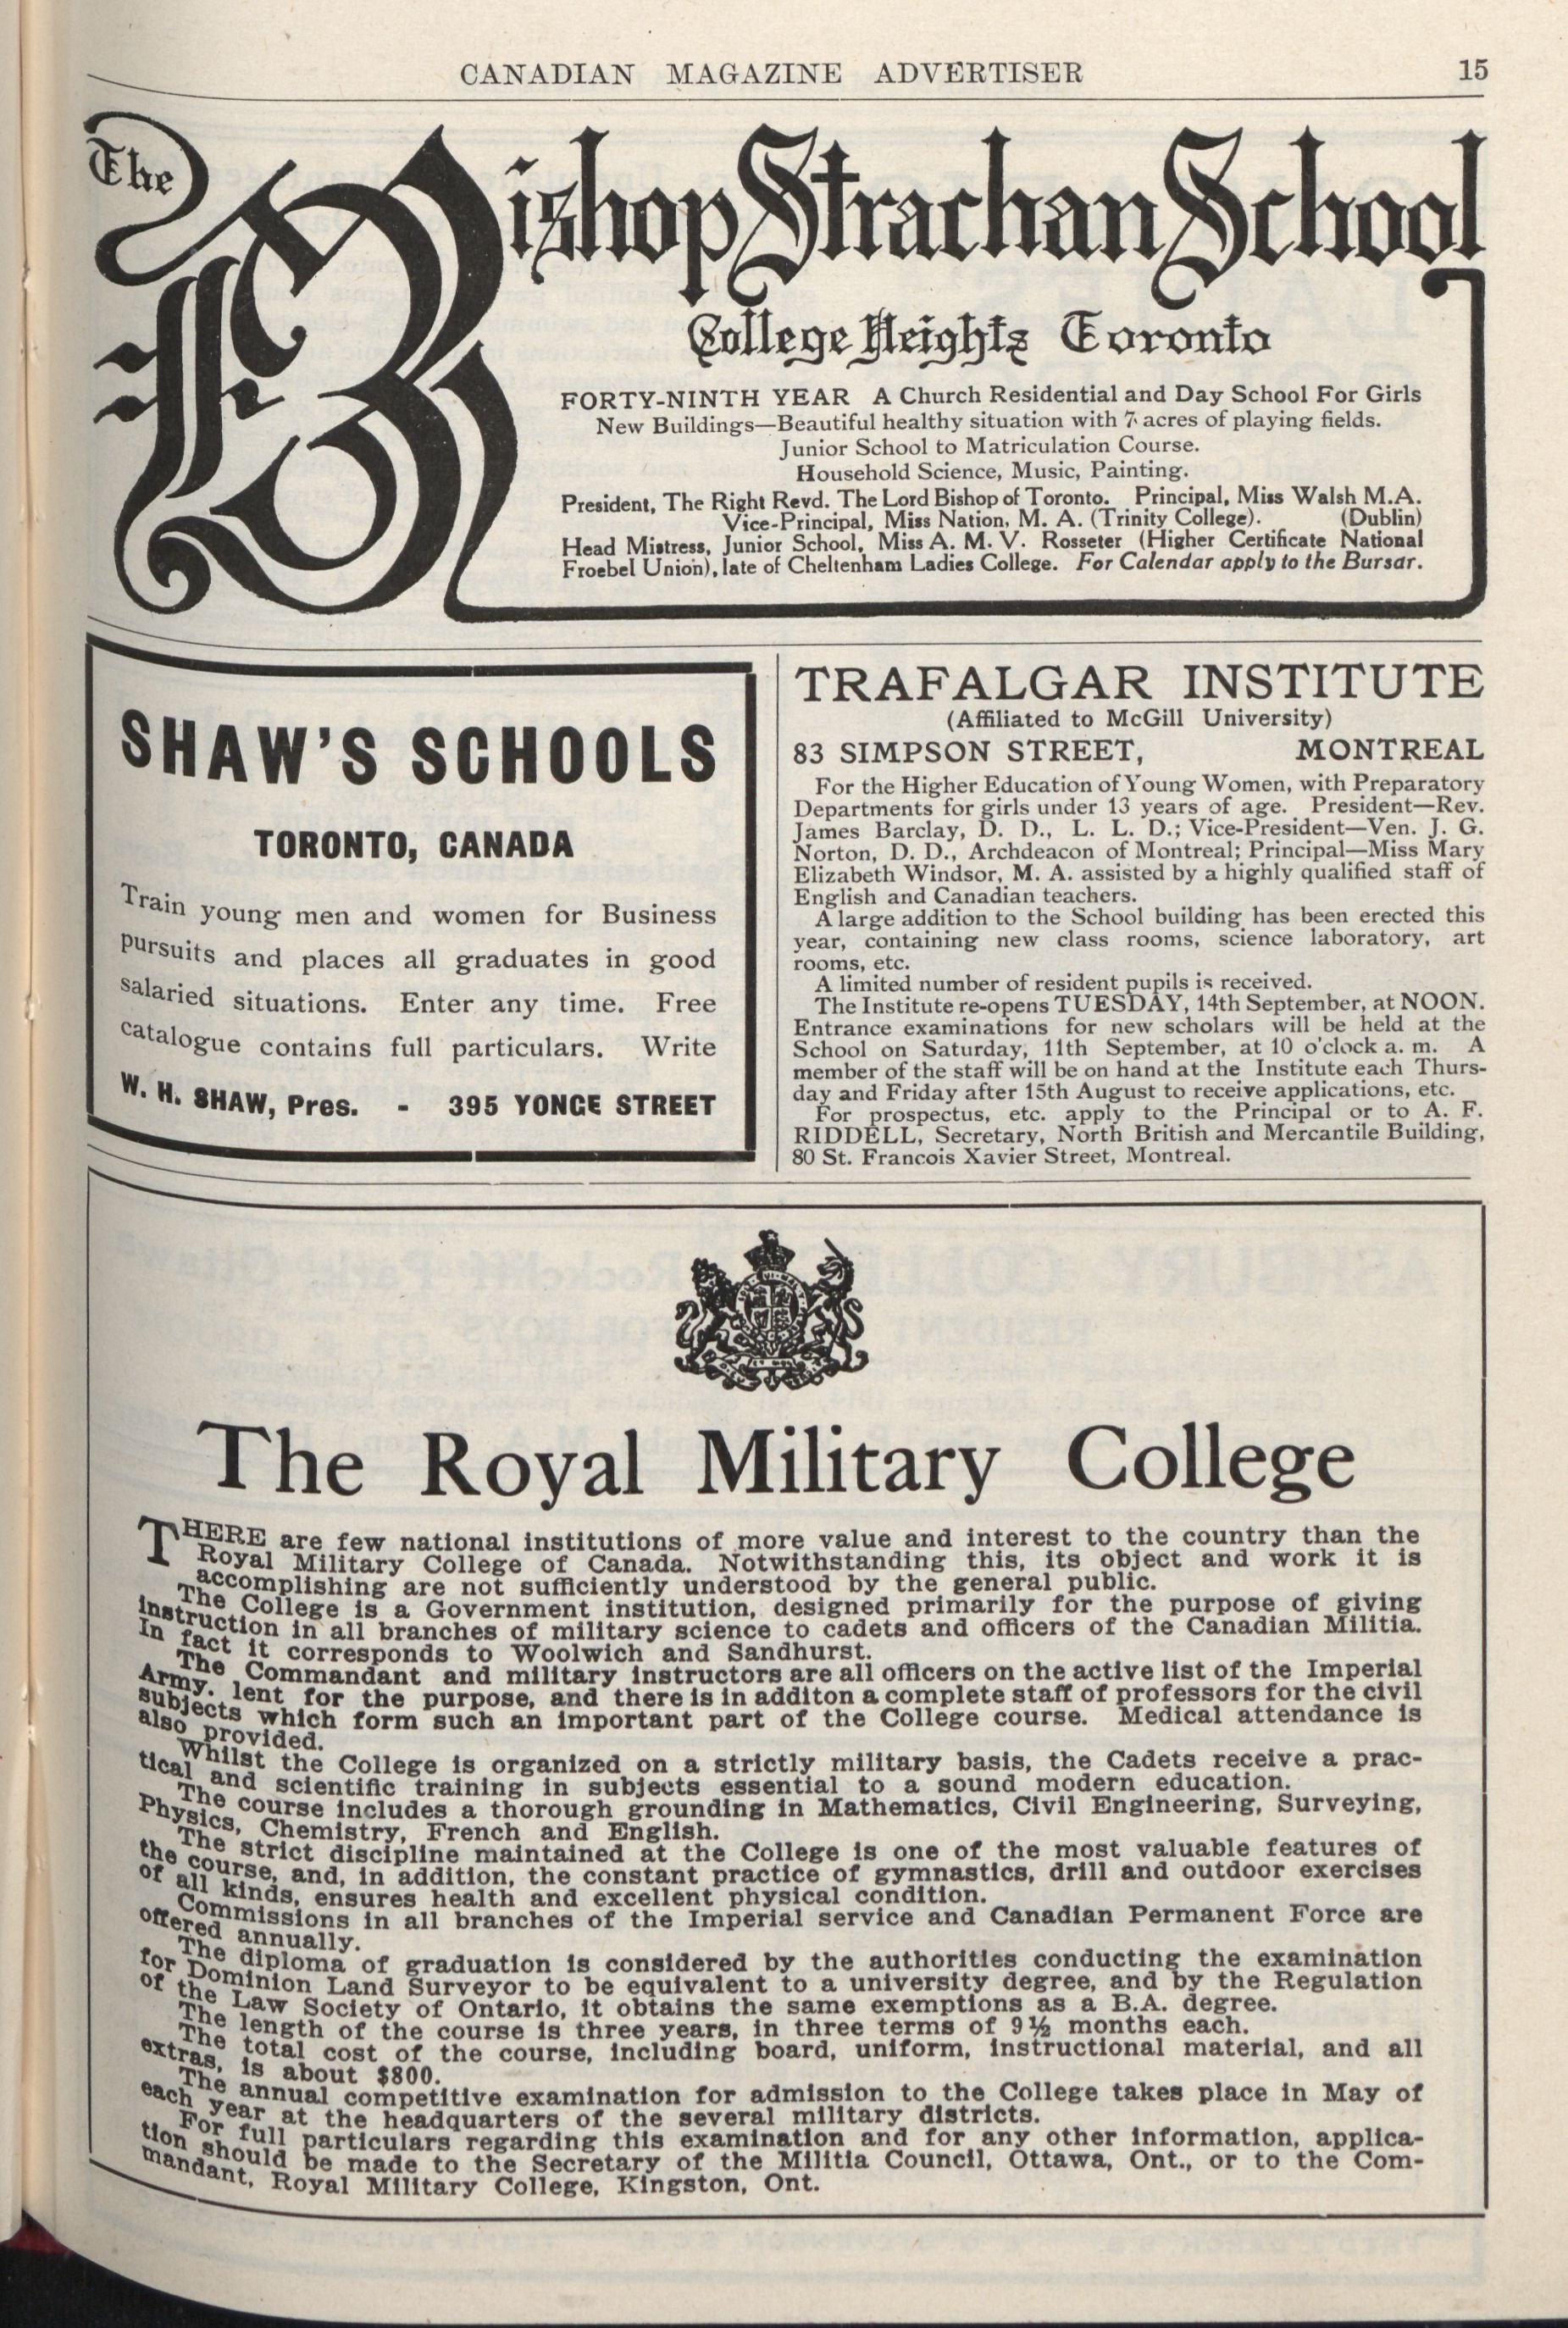 CANADIAN MAGAZINE ADVERTISER 15
The Bishop Strachan School
College Heights Toronto
FORTY-NINTH YEAR A Church Residential and Day School For Girls
New Buildings—Beautiful healthy situation with 7 acres of playing fields.
Junior School to Matriculation Course.
Household Science, Music, Painting.
President, The Right Revd. The Lord Bishop of Toronto. Principal, Miss Walsh M.A.
Vice-Principal, Miss Nation, M. A. (Trinity College). (Dublin)
Head Mistress, Junior School, Miss A. M. V. Rosseter (Higher Certificate National
Froebel Union), late of Cheltenham Ladies College. For Calendar apply to the Bursar.
SHAW'S SCHOOLS
TORONTO, CANADA
Train young men and women for Business
pursuits and places all graduates in good
salaried situations. Enter any time. Free
catalogue contains full particulars. Write
W. H. SHAW, Pres. - 395 YONGE STREET
TRAFALGAR INSTITUTE
(Affiliated to McGill University)
83 SIMPSON STREET, MONTREAL
For the Higher Education of Young Women, with Preparatory
Departments for girls under 13 years of age. President—Rev.
James Barclay, D. D., L. L. D.; Vice-President—Ven. J. G.
Norton, D. D., Archdeacon of Montreal; Principal—Miss Mary
Elizabeth Windsor, M. A. assisted by a highly qualified staff of
English and Canadian teachers.
A large addition to the School building has been erected this
year, containing new class rooms, science laboratory, art
rooms, etc.
A limited number of resident pupils is received.
The Institute re-opens TUESDAY, 14th September, at NOON.
Entrance examinations for new scholars will be held at the
School on Saturday, 11th September, at 10 o'clock a. m. A
member of the staff will be on hand at the Institute each Thurs-
day and Friday after 15th August to receive applications, etc.
For prospectus, etc. apply to the Principal or to A. F.
RIDDELL, Secretary, North British and Mercantile Building,
80 St. Francois Xavier Street, Montreal.
The Royal Military College
THERE are few national institutions of more value and interest to the country than the
Royal Military College of Canada. Notwithstanding this, its object and work it is
accomplishing are not sufficiently understood by the general public.
The College is a Government institution, designed primarily for the purpose of giving
instruction in all branches of military science to cadets and officers of the Canadian Militia.
In fact it corresponds to Woolwich and Sandhurst.
The Commandant and military instructors are all officers on the active list of the Imperial
Army, lent for the purpose, and there is in additon a complete staff of professors for the civil
subjects which form such an important part of the College course. Medical attendance is
also provided.
Whilst the College is organized on a strictly military basis, the Cadets receive a prac-
tical and scientific training in subjects essential to a sound modern education.
The course includes a thorough grounding in Mathematics, Civil Engineering, Surveying,
Physics, Chemistry, French and English.
The strict discipline maintained at the College is one of the most valuable features of
the course, and, in addition, the constant practice of gymnastics, drill and outdoor exercises
of all kinds, ensures health and excellent physical condition.
Commissions in all branches of the Imperial service and Canadian Permanent Force are
offered annually.
The diploma of graduation is considered by the authorities conducting the examination
for Dominion Land Surveyor to be equivalent to a university degree, and by the Regulation
of the Law Society of Ontario, it obtains the same exemptions as a B.A. degree.
The length of the course is three years, in three terms of 9½ months each.
The total cost of the course, including board, uniform, instructional material, and all
extras, is about $800.
The annual competitive examination for admission to the College takes place in May of
each year at the headquarters of the several military districts.
For full particulars regarding this examination and for any other information, applica-
tion should be made to the Secretary of the Militia Council, Ottawa, Ont., or to the Com-
mandant, Royal Military College, Kingston, Ont.